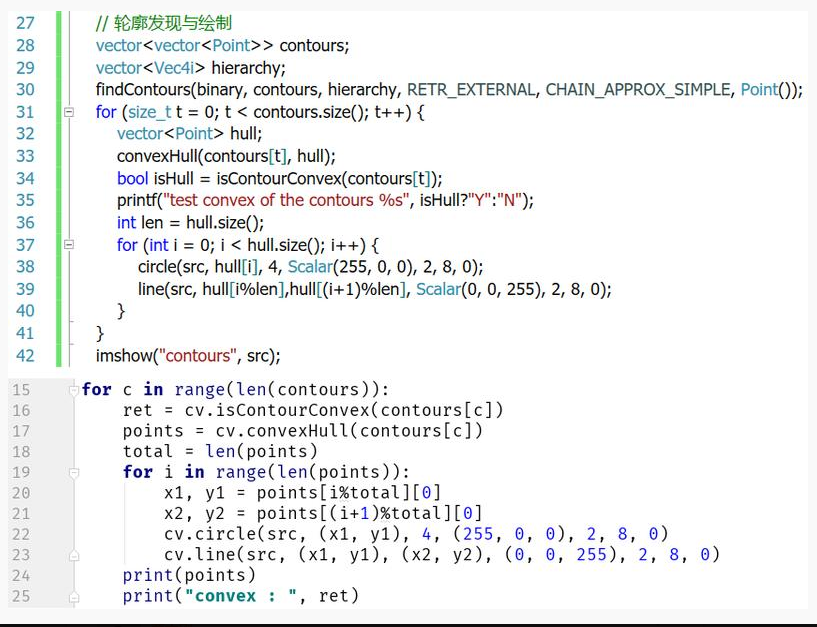 27 // 轮廓发现与绘制
28 vector<vector<Point>> contours;
29 vector<Vec4i> hierarchy;
30 findContours(binary, contours, hierarchy, RETR_EXTERNAL, CHAIN_APPROX_SIMPLE, Point());
31 for (size_t t = 0; t < contours.size(); t++) {
32 vector<Point> hull;
33 convexHull(contours[t], hull);
34 bool isHull = isContourConvex(contours[t]);
35 printf("test convex of the contours %s", isHull?"Y":"N");
36 int len = hull.size();
37 for (int i = 0; i < hull.size(); i++) {
38 circle(src, hull[i], 4, Scalar(255, 0, 0), 2, 8, 0);
39 line(src, hull[i%len],hull[(i+1)%len], Scalar(0, 0, 255), 2, 8, 0);
40 }
41 }
42 imshow("contours", src);
15 for c in range(len(contours)):
16 ret = cv.isContourConvex(contours[c])
17 points = cv.convexHull(contours[c])
18 total = len(points)
19 for i in range(len(points)):
20 x1, y1 = points[i%total][0]
21 x2, y2 = points[(i+1)%total][0]
22 cv.circle(src, (x1, y1), 4, (255, 0, 0), 2, 8, 0)
23 cv.line(src, (x1, y1), (x2, y2), (0, 0, 255), 2, 8, 0)
24 print(points)
25 print("convex : ", ret)